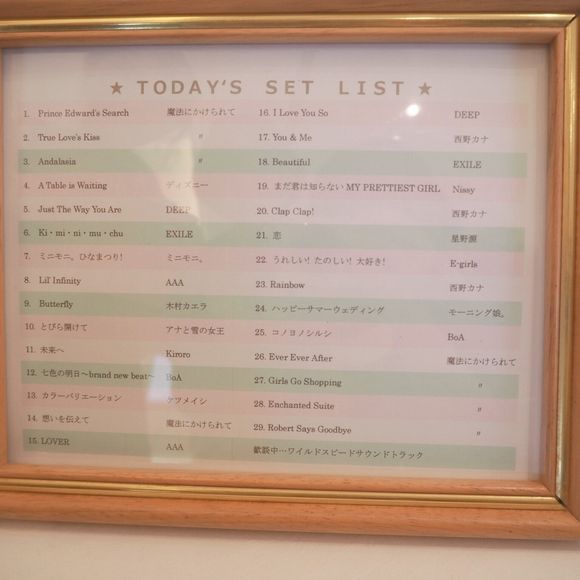 ★ TODAY'S SET LIST ★
1. Prince Edward's Search 魔法にかけられて
2. True Love's Kiss 〃
3. Andalasia 〃
4. A Table is Waiting ディズニー
5. Just The Way You Are DEEP
6. Ki・mi・ni・mu・chu EXILE
7. ミニモニ。ひなまつり! ミニモニ。
8. Lil' Infinity AAA
9. Butterfly 木村カエラ
10. とびら開けて アナと雪の女王
11. 未来へ Kiroro
12. 七色の明日〜brand new beat〜 BoA
13. カラーバリエーション ケツメイシ
14. 想いを伝えて 魔法にかけられて
15. LOVER AAA
16. I Love You So DEEP
17. You & Me 西野カナ
18. Beautiful EXILE
19. まだ君は知らない MY PRETTIEST GIRL Nissy
20. Clap Clap! 西野カナ
21. 恋 星野源
22. うれしい! たのしい! 大好き! E-girls
23. Rainbow 西野カナ
24. ハッピーサマーウェディング モーニング娘。
25. コノヨノシルシ BoA
26. Ever Ever After 魔法にかけられて
27. Girls Go Shopping 〃
28. Enchanted Suite 〃
29. Robert Says Goodbye 〃
歓談中…ワイルドスピードサウンドトラック